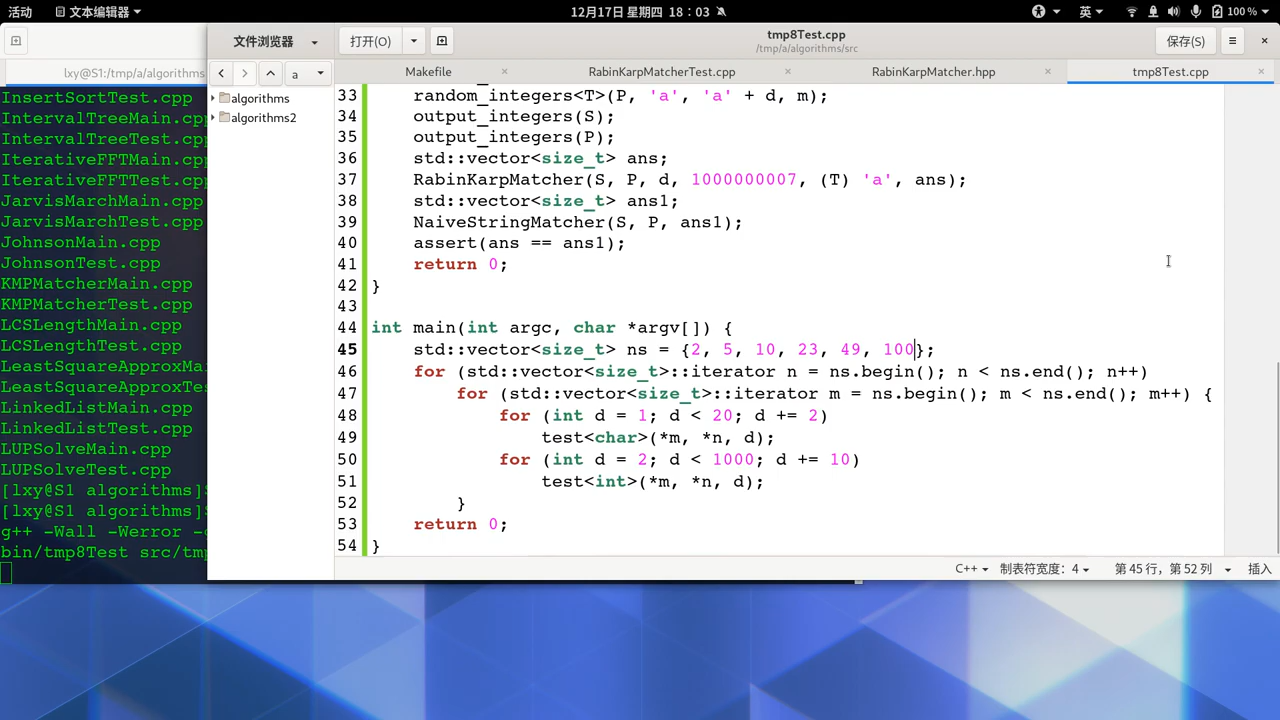 活动 文本编辑器 12月17日 星期四 18：03 英 100 %
文件浏览器 打开(O) tmp8Test.cpp 保存(S)
/tmp/a/algorithms/src
lxy@S1:/tmp/a/algorithms
a
Makefile RabinKarpMatcherTest.cpp RabinKarpMatcher.hpp tmp8Test.cpp
algorithms
algorithms2
InsertSortTest.cpp
IntervalTreeMain.cpp
IntervalTreeTest.cpp
IterativeFFTMain.cpp
IterativeFFTTest.cpp
JarvisMarchMain.cpp
JarvisMarchTest.cpp
JohnsonMain.cpp
JohnsonTest.cpp
KMPMatcherMain.cpp
KMPMatcherTest.cpp
LCSLengthMain.cpp
LCSLengthTest.cpp
LeastSquareApproxMa
LeastSquareApproxTes
LinkedListMain.cpp
LinkedListTest.cpp
LUPSolveMain.cpp
LUPSolveTest.cpp
[lxy@S1 algorithms]$
[lxy@S1 algorithms]$
g++ -Wall -Werror -
bin/tmp8Test src/tmp
33 random_integers<T>(P, 'a', 'a' + d, m);
34 output_integers(S);
35 output_integers(P);
36 std::vector<size_t> ans;
37 RabinKarpMatcher(S, P, d, 1000000007, (T) 'a', ans);
38 std::vector<size_t> ans1;
39 NaiveStringMatcher(S, P, ans1);
40 assert(ans == ans1);
41 return 0;
42 }
43
44 int main(int argc, char *argv[]) {
45 std::vector<size_t> ns = {2, 5, 10, 23, 49, 100};
46 for (std::vector<size_t>::iterator n = ns.begin(); n < ns.end(); n++)
47 for (std::vector<size_t>::iterator m = ns.begin(); m < ns.end(); m++) {
48 for (int d = 1; d < 20; d += 2)
49 test<char>(*m, *n, d);
50 for (int d = 2; d < 1000; d += 10)
51 test<int>(*m, *n, d);
52 }
53 return 0;
54 }
C++ 制表符宽度：4 第 45 行，第 52 列 插入